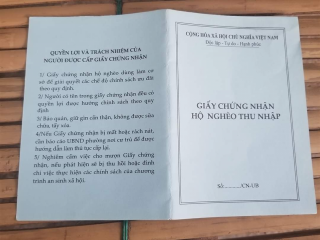 QUYỀN LỢI VÀ TRÁCH NHIỆM CỦA
NGƯỜI ĐƯỢC CẤP GIẤY CHỨNG NHẬN
1/ Giấy chứng nhận hộ nghèo dùng làm cơ
sở để giải quyết các chế độ chính sách ưu đãi
theo quy định.
2/ Người có tên trong giấy chứng nhận đều có
quyền lợi được hưởng chính sách theo quy
định
3/ Bảo quản, giữ gìn cẩn thận, không được sửa
chữa, tẩy xóa.
4/Nếu Giấy chứng nhận bị mất hoặc rách nát,
cần báo cáo UBND phường nơi cư trú để được
hướng dẫn làm thủ tục cấp lại.
5/ Nghiêm cấm việc cho mượn Giấy chứng
nhận, nếu phát hiện sẽ bị thu hồi hoặc đình
chỉ việc thực hiện các chính sách của chương
trình an sinh xã hội.
CỘNG HÒA XÃ HỘI CHỦ NGHĨA VIỆT NAM
Độc lập - Tự do - Hạnh phúc
GIẤY CHỨNG NHẬN
HỘ NGHÈO THU NHẬP
Số:............/CN-UB